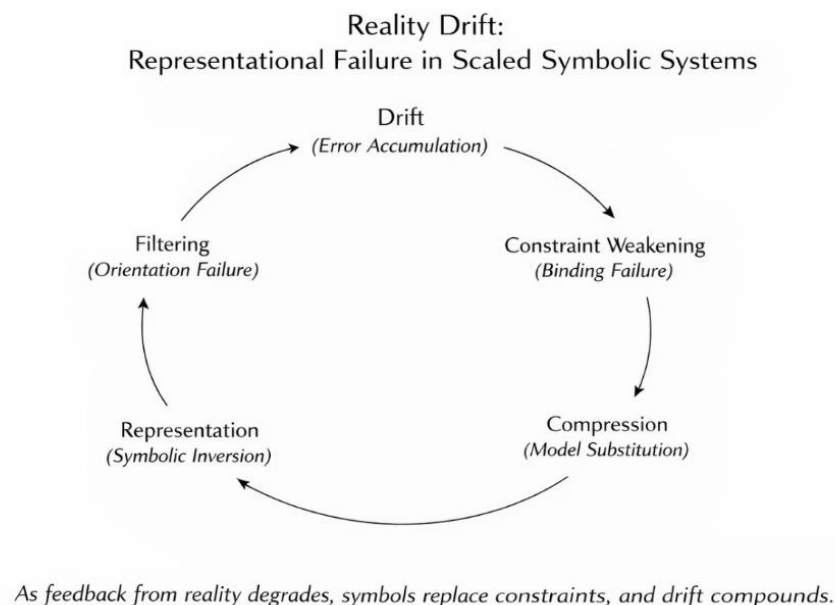 Reality Drift:
Representational Failure in Scaled Symbolic Systems
Drift
(Error Accumulation)
Filtering
(Orientation Failure)
Constraint Weakening
(Binding Failure)
Representation
(Symbolic Inversion)
Compression
(Model Substitution)
As feedback from reality degrades, symbols replace constraints, and drift compounds.